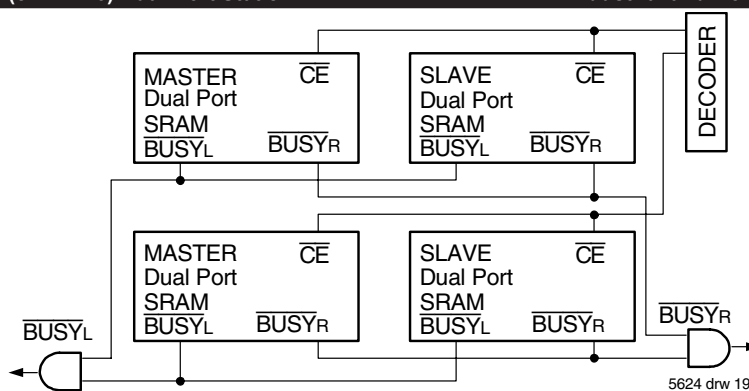 MASTER
Dual Port
SRAM
BUSYL
CE
BUSYR
SLAVE
Dual Port
SRAM
BUSYL
CE
BUSYR
DECODER
MASTER
Dual Port
SRAM
BUSYL
CE
BUSYR
SLAVE
Dual Port
SRAM
BUSYL
CE
BUSYR
BUSYL
BUSYR
5624 drw 19